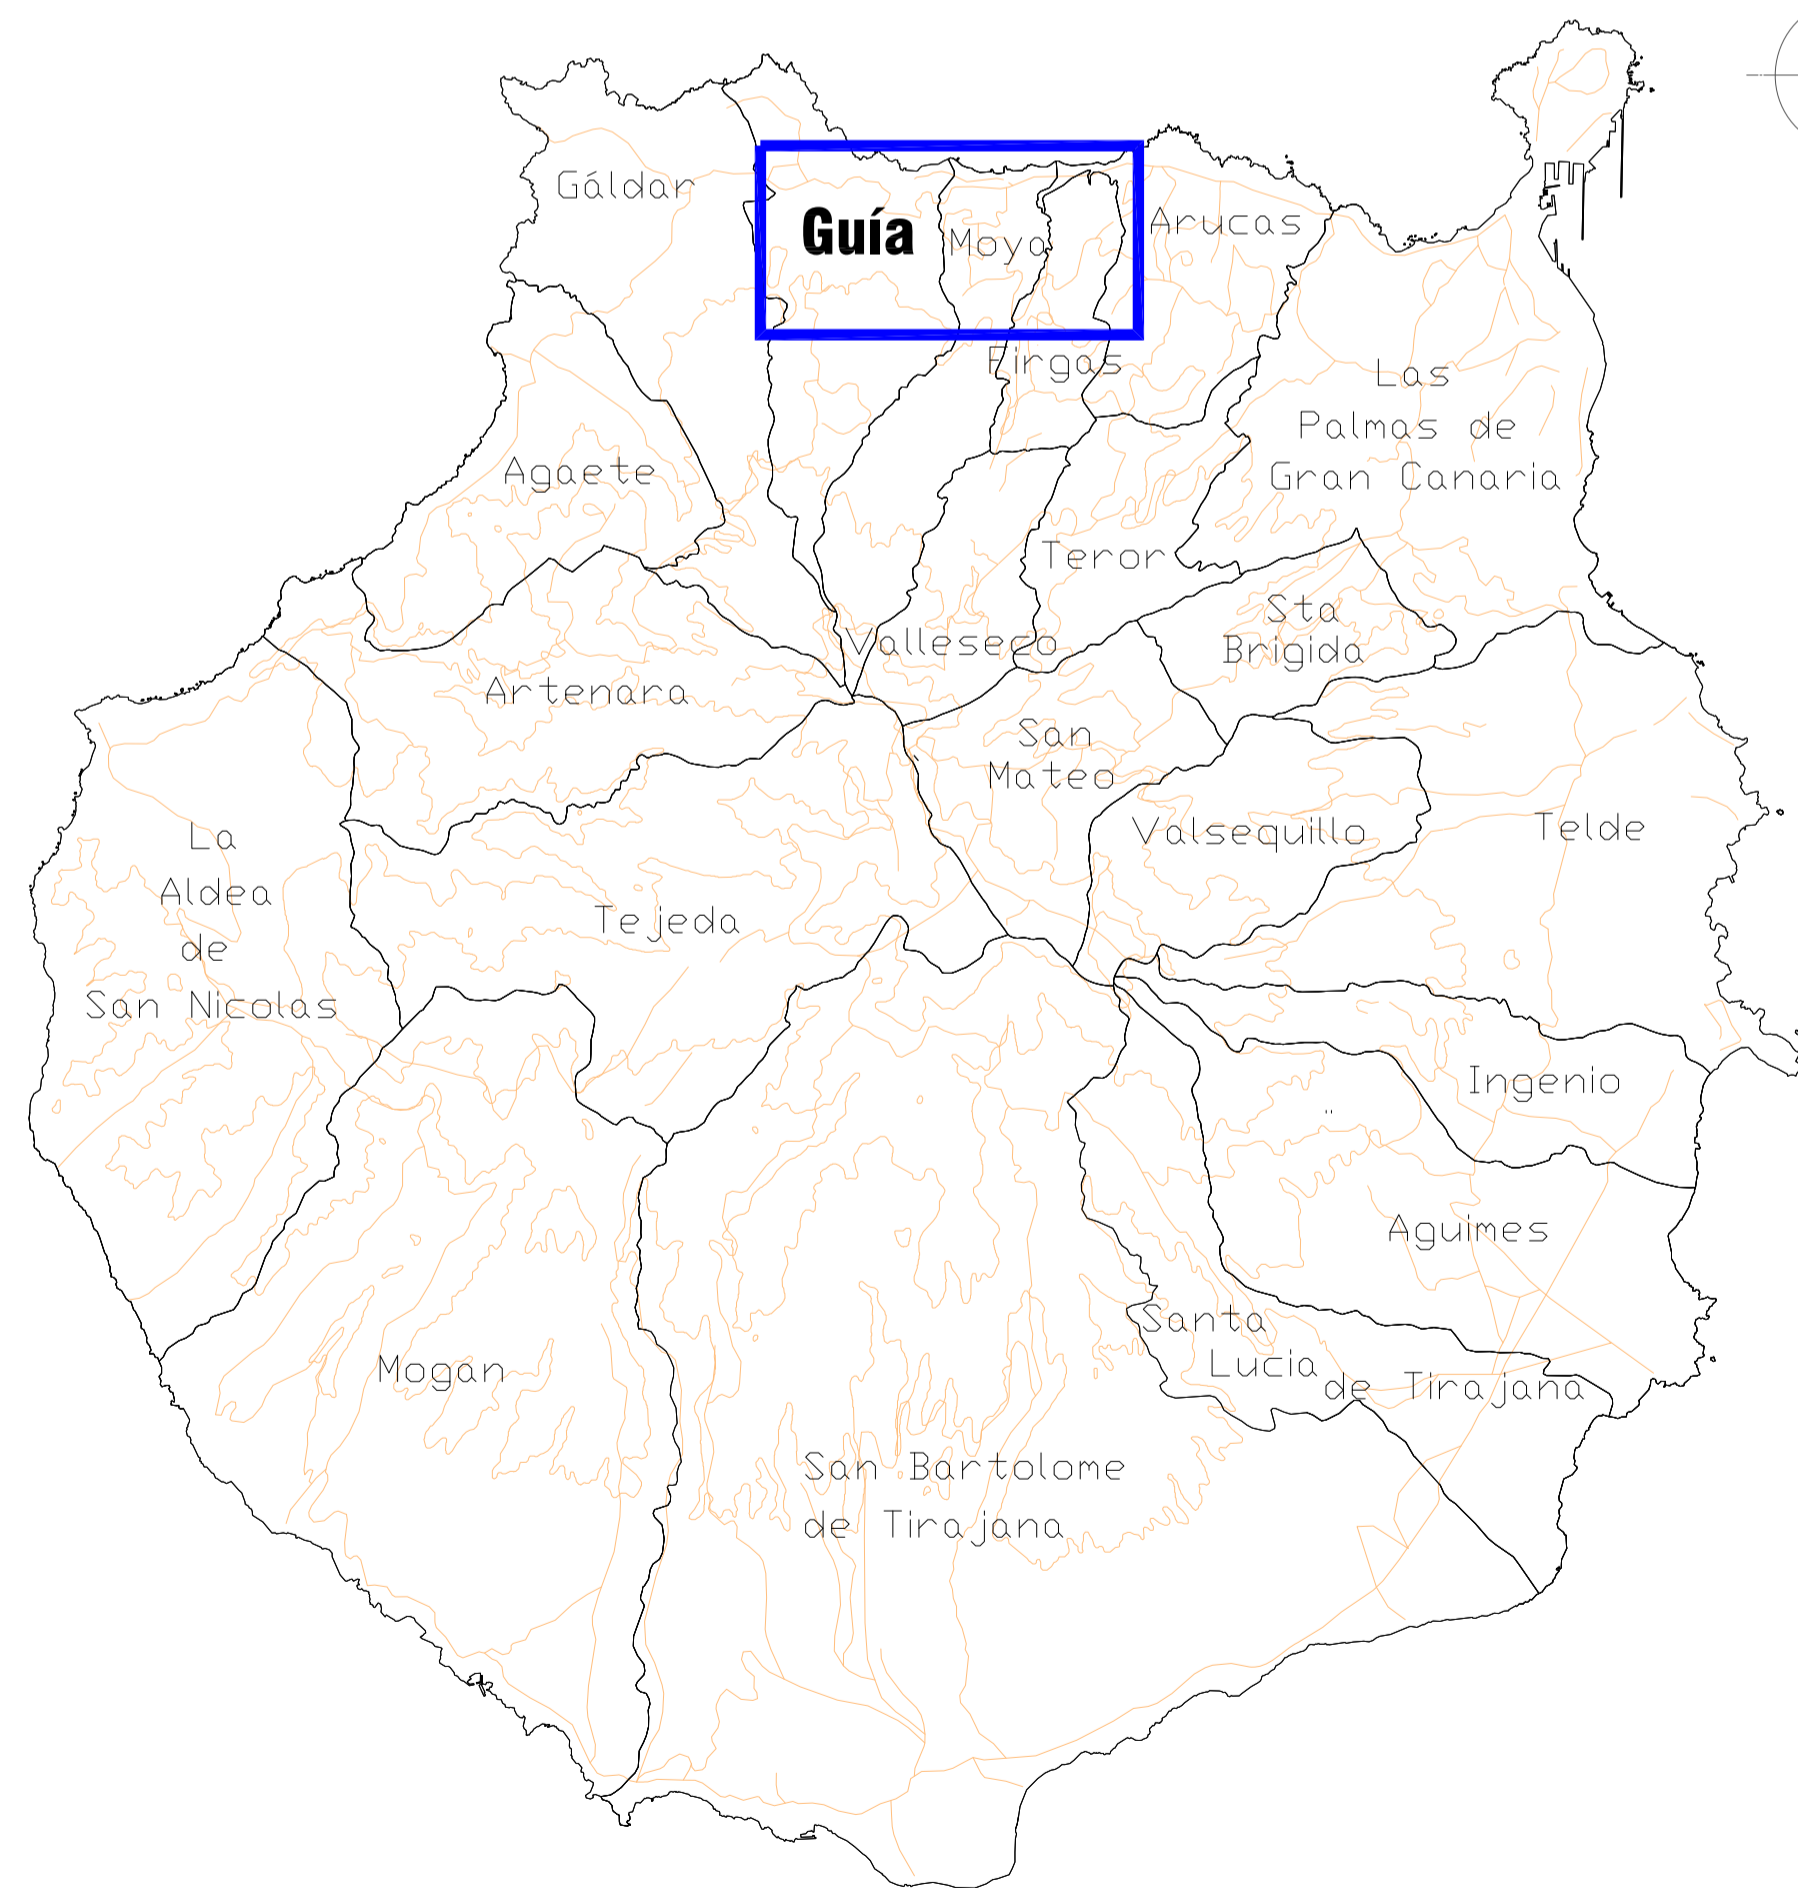 Gáldar
Guía
Moya
Arucas
Firgas
Las
Palmas de
Gran Canaria
Agaete
Teror
Sta
Brigida
Valleseco
Artenara
San
Mateo
Valsequillo
Telde
La
Aldea
de
San Nicolas
Tejeda
Ingenio
Aguimes
Santa
Lucia
de Tirajana
Mogan
San Bartolome
de Tirajana